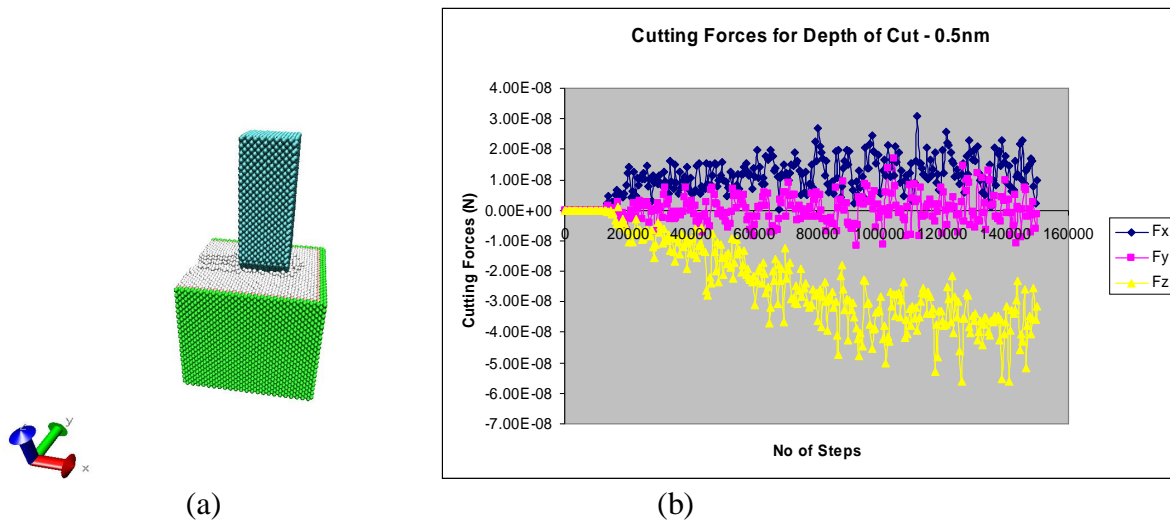 Cutting Forces for Depth of Cut - 0.5nm
4.00E-08
3.00E-08
2.00E-08
1.00E-08
0.00E+00
-1.00E-08
-2.00E-08
-3.00E-08
-4.00E-08
-5.00E-08
-6.00E-08
-7.00E-08
0 20000 40000 60000 80000 100000 120000 140000 160000
Cutting Forces (N)
No of Steps
Fx
Fy
Fz
y
x
(a)
(b)